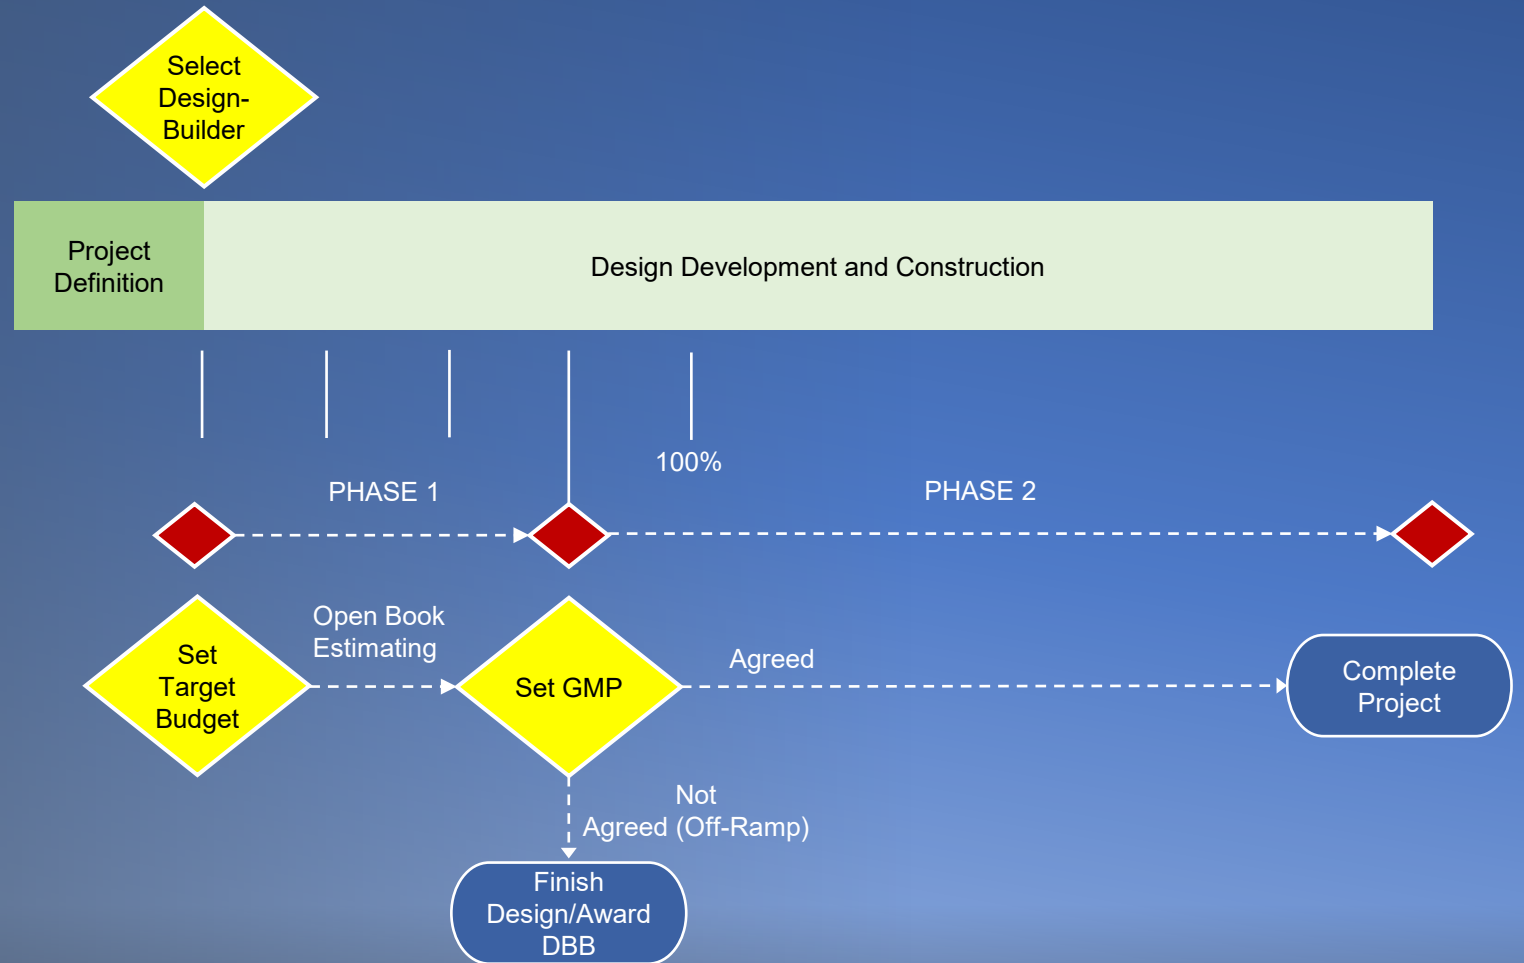 Select
Design-
Builder
Project
Definition
Design Development and Construction
100%
PHASE 1
PHASE 2
Open Book
Estimating
Set
Target
Budget
Set GMP
Agreed
Complete
Project
Not
Agreed (Off-Ramp)
Finish
Design/Award
DBB